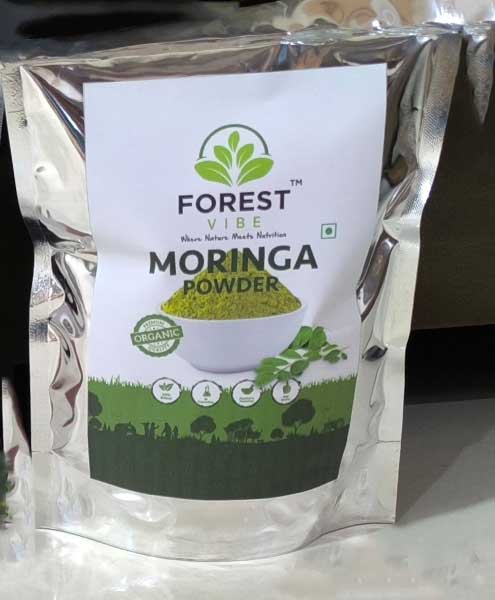 FOREST™
VIBE
Where Nature Meets Nutrition
MORINGA
POWDER
ORGANIC